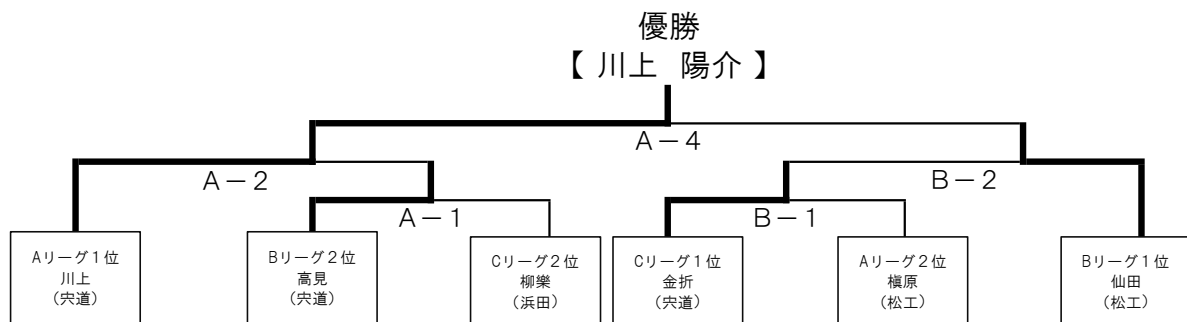 優勝
【 川上 陽介 】
A-4
A-2
B-2
A-1
B-1
Aリーグ1位
川上
(宍道)
Bリーグ2位
高見
(宍道)
Cリーグ2位
柳樂
(浜田)
Cリーグ1位
金折
(宍道)
Aリーグ2位
槇原
(松工)
Bリーグ1位
仙田
(松工)